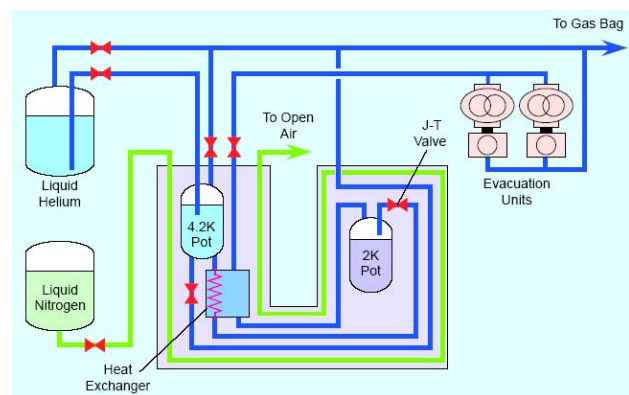 To Gas Bag
To Open
Air
J-T
Valve
Liquid
Helium
Evacuation
Units
4.2K
Pot
2K
Pot
Liquid
Nitrogen
Heat
Exchanger